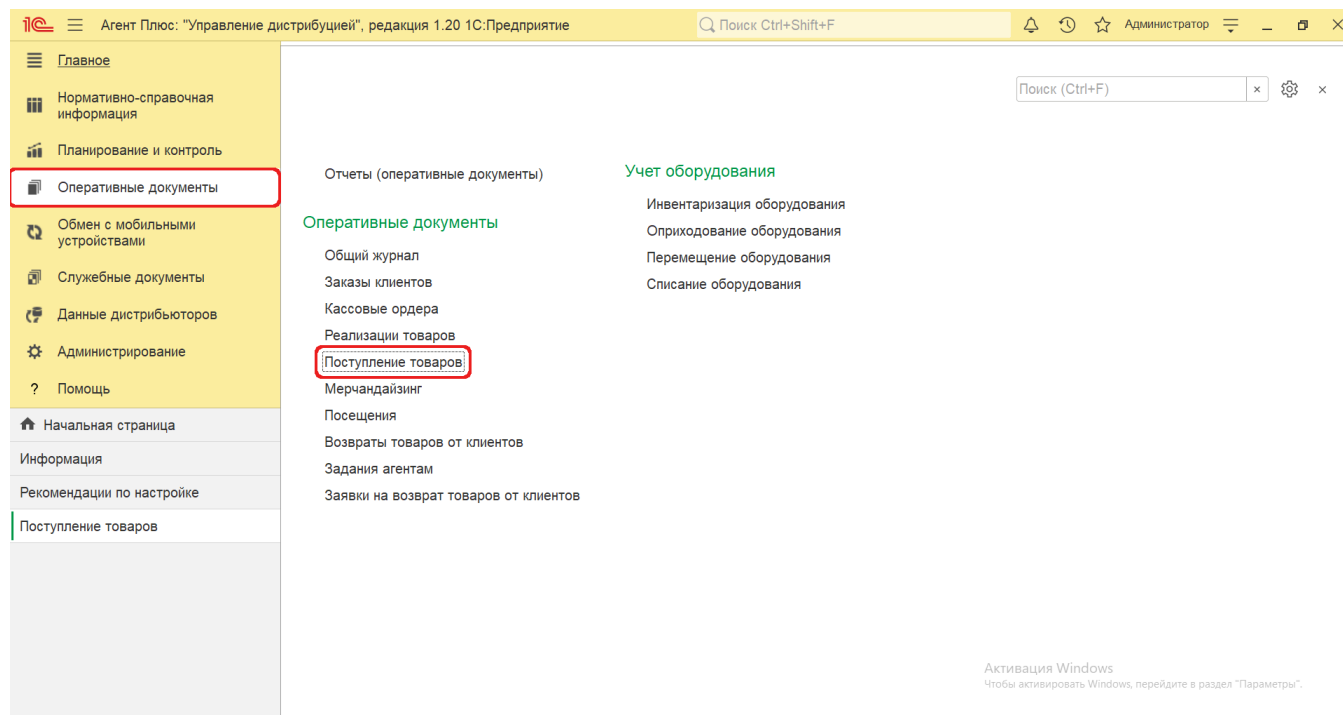 1С Агент Плюс: "Управление дистрибуцией", редакция 1.20 1С:Предприятие
Поиск Ctrl+Shift+F
Администратор
Главное
Нормативно-справочная
информация
Планирование и контроль
Оперативные документы
Обмен с мобильными
устройствами
Служебные документы
Данные дистрибьюторов
Администрирование
? Помощь
Начальная страница
Информация
Рекомендации по настройке
Поступление товаров
Поиск (Ctrl+F)
×
×
Отчеты (оперативные документы)
Оперативные документы
Общий журнал
Заказы клиентов
Кассовые ордера
Реализации товаров
Поступление товаров
Мерчандайзинг
Посещения
Возвраты товаров от клиентов
Задания агентам
Заявки на возврат товаров от клиентов
Учет оборудования
Инвентаризация оборудования
Оприходование оборудования
Перемещение оборудования
Списание оборудования
Активация Windows
Чтобы активировать Windows, перейдите в раздел "Параметры".